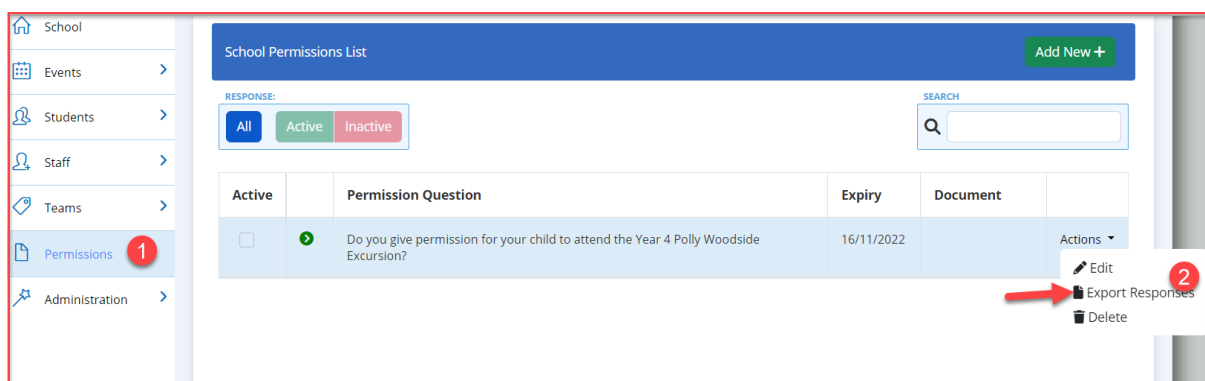 School
Events
Students
Staff
Teams
Permissions 1
Administration
School Permissions List
Add New +
RESPONSE:
All Active Inactive
SEARCH
Active Permission Question Expiry Document
Do you give permission for your child to attend the Year 4 Polly Woodside
Excursion?
16/11/2022
Actions
Edit
2
Export Responses
Delete